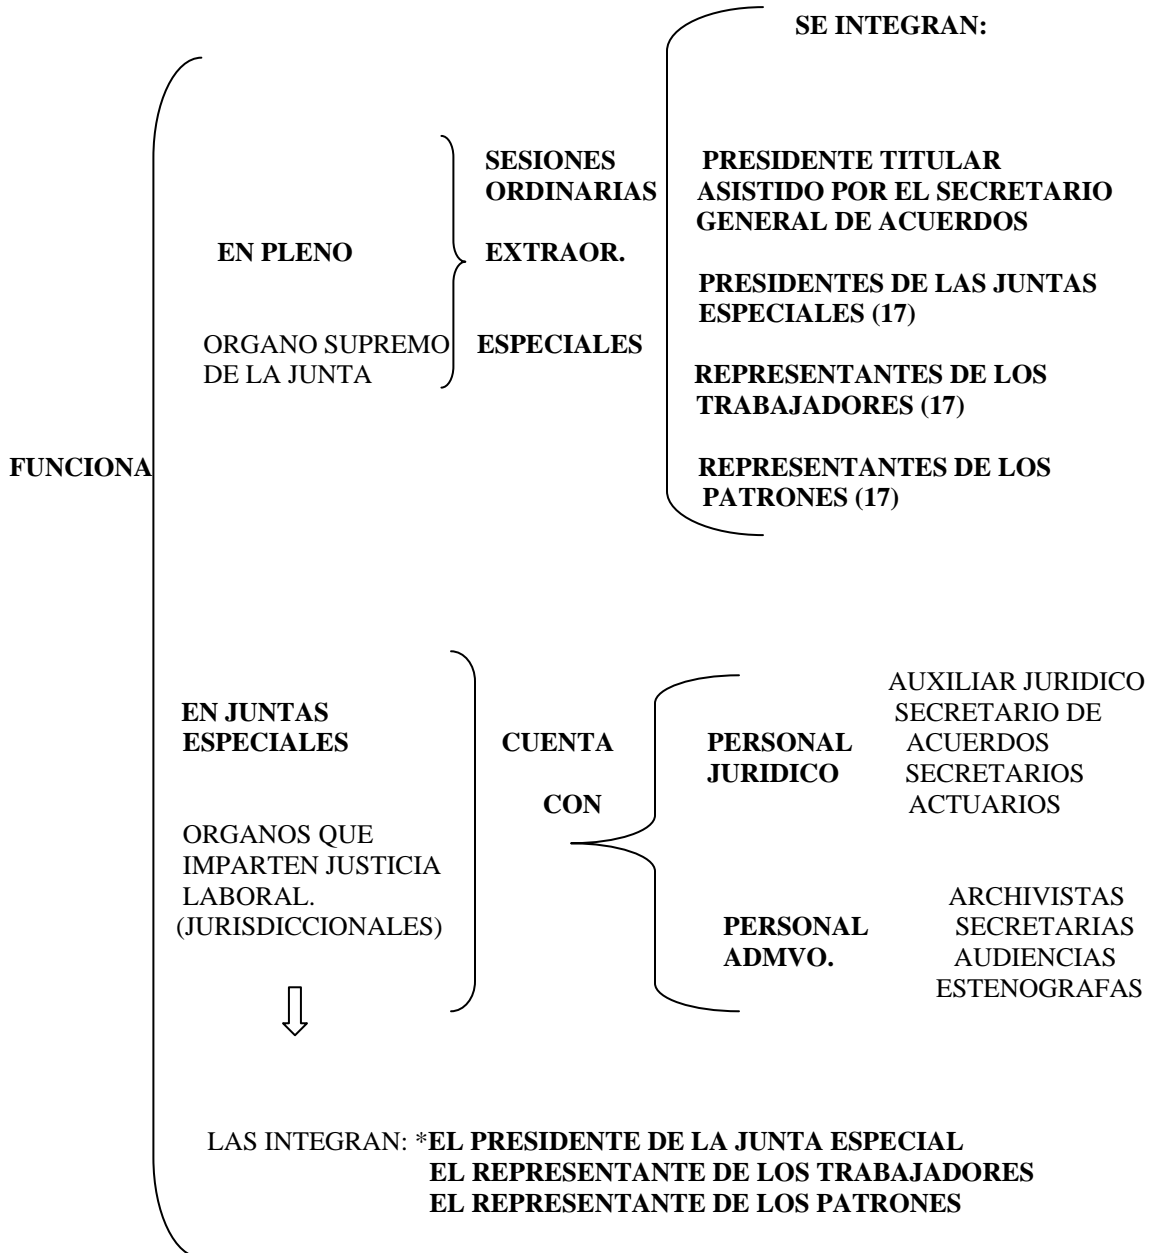 SE INTEGRAN:
SESIONES
ORDINARIAS
PRESIDENTE TITULAR
ASISTIDO POR EL SECRETARIO
GENERAL DE ACUERDOS
EN PLENO
EXTRAOR.
PRESIDENTES DE LAS JUNTAS
ESPECIALES (17)
ORGANO SUPREMO
DE LA JUNTA
ESPECIALES
REPRESENTANTES DE LOS
TRABAJADORES (17)
FUNCIONA
REPRESENTANTES DE LOS
PATRONES (17)
EN JUNTAS
ESPECIALES
CUENTA
CON
PERSONAL
JURIDICO
AUXILIAR JURIDICO
SECRETARIO DE
ACUERDOS
SECRETARIOS
ACTUARIOS
ORGANOS QUE
IMPARTEN JUSTICIA
LABORAL.
(JURISDICCIONALES)
PERSONAL
ADMVO.
ARCHIVISTAS
SECRETARIAS
AUDIENCIAS
ESTENOGRAFAS
LAS INTEGRAN: *EL PRESIDENTE DE LA JUNTA ESPECIAL
EL REPRESENTANTE DE LOS TRABAJADORES
EL REPRESENTANTE DE LOS PATRONES